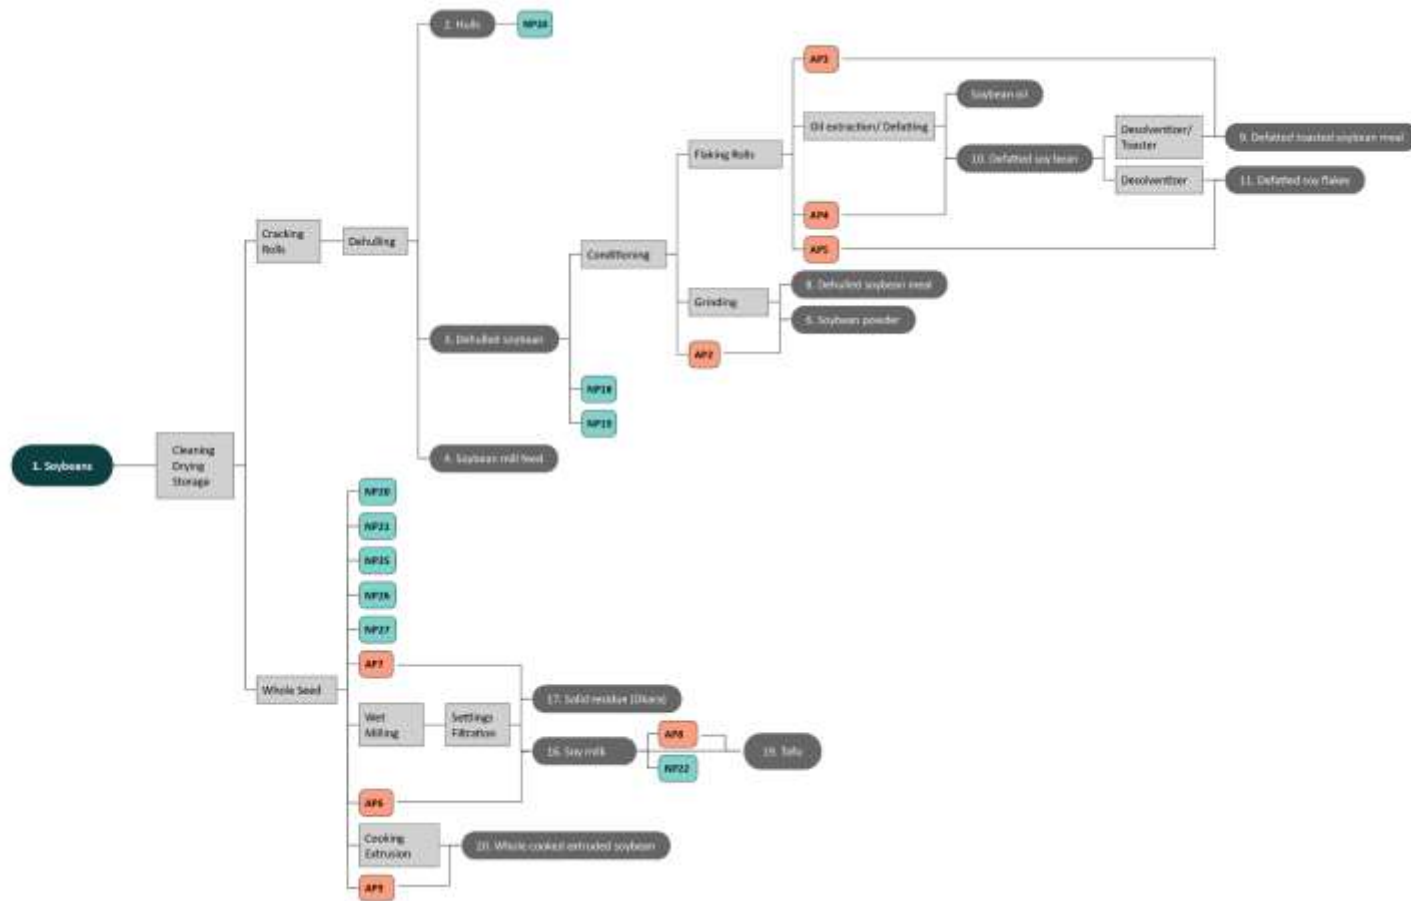 2. Hulls
AP3
Soybean oil
Oil extraction/ Defatting
Desolventizer/
Toaster
9. Defatted toasted soybean meal
Flaking Rolls
10. Defatted soy bean
Desolventizer
11. Defatted soy flakes
AP4
Cracking
Rolls
Dehulling
AP5
Conditioning
8. Dehulled soybean meal
Grinding
Soybean powder
3. Dehulled soybean
AP2
NP18
NP19
1. Soybeans
Cleaning
Drying
Storage
4. Soybean mill feed
NP20
NP21
NP25
NP26
NP27
AP7
Whole Seed
17. Solid residue (Okara)
Wet
Milling
Settlings
Filtration
AP8
16. Soy milk
19. Tofu
NP22
AP6
Cooking
Extrusion
20. Whole cooked extruded soybean
AP9